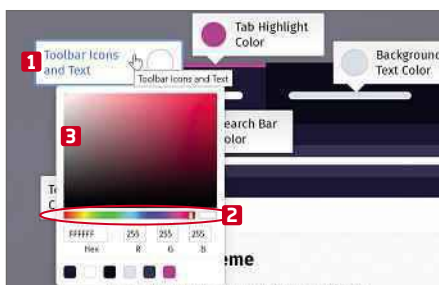 Tab Highlight
Color
1
Toolbar Icons
and Text
Toolbar Icons and Text
Background
Text Color
3
earch Bar
olor
2
FFFFFF
255
255
255
Hex
R
G
B
eme